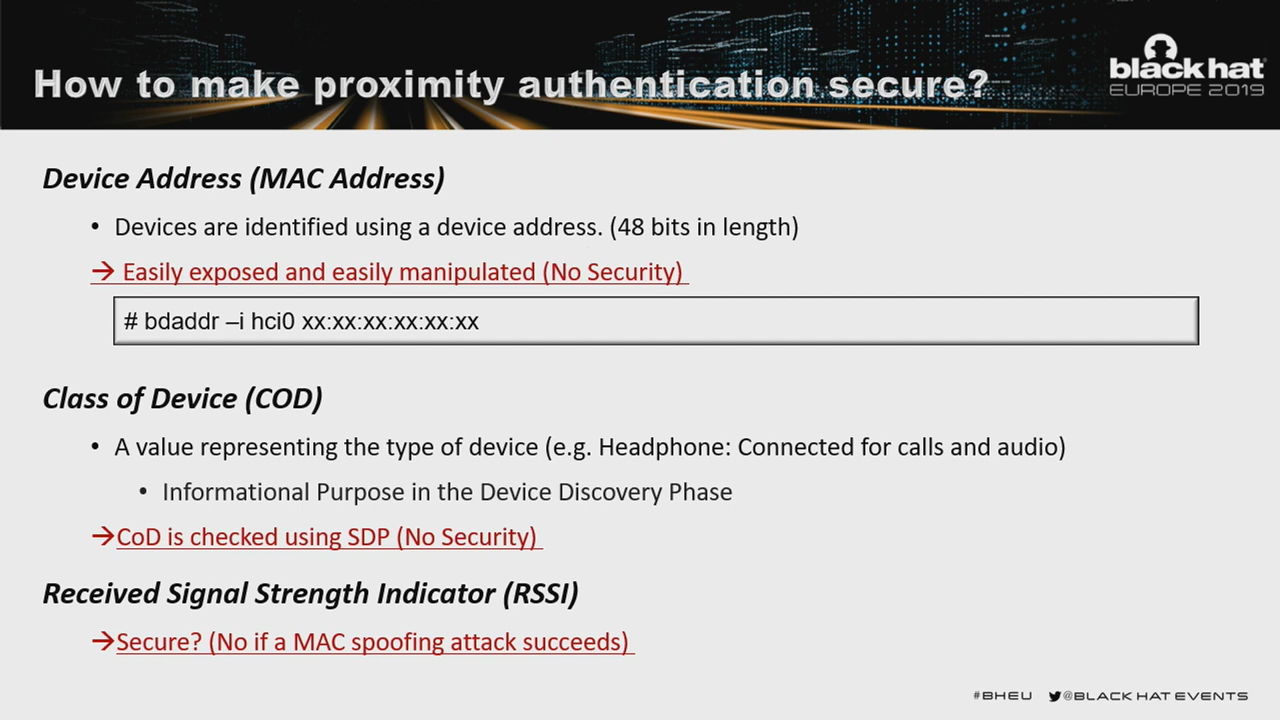 How to make proximity authentication secure?
black hat
EUROPE 2019
Device Address (MAC Address)
• Devices are identified using a device address. (48 bits in length)
→ Easily exposed and easily manipulated (No Security)
# bdaddr –i hci0 xx:xx:xx:xx:xx:xx
Class of Device (COD)
• A value representing the type of device (e.g. Headphone: Connected for calls and audio)
• Informational Purpose in the Device Discovery Phase
→CoD is checked using SDP (No Security)
Received Signal Strength Indicator (RSSI)
→Secure? (No if a MAC spoofing attack succeeds)
#BHEU @BLACK HAT EVENTS